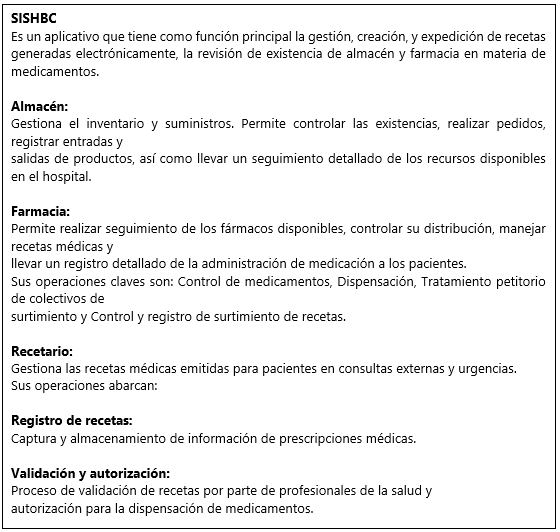 SISHBC
Es un aplicativo que tiene como función principal la gestión, creación, y expedición de recetas
generadas electrónicamente, la revisión de existencia de almacén y farmacia en materia de
medicamentos.
Almacén:
Gestiona el inventario y suministros. Permite controlar las existencias, realizar pedidos,
registrar entradas y
salidas de productos, así como llevar un seguimiento detallado de los recursos disponibles
en el hospital.
Farmacia:
Permite realizar seguimiento de los fármacos disponibles, controlar su distribución, manejar
recetas médicas y
llevar un registro detallado de la administración de medicación a los pacientes.
Sus operaciones claves son: Control de medicamentos, Dispensación, Tratamiento petitorio
de colectivos de
surtimiento y Control y registro de surtimiento de recetas.
Recetario:
Gestiona las recetas médicas emitidas para pacientes en consultas externas y urgencias.
Sus operaciones abarcan:
Registro de recetas:
Captura y almacenamiento de información de prescripciones médicas.
Validación y autorización:
Proceso de validación de recetas por parte de profesionales de la salud y
autorización para la dispensación de medicamentos.